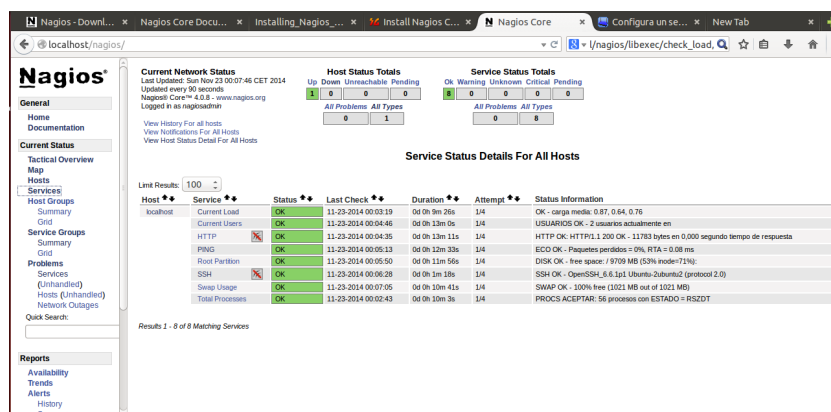 Nagios - Downl... Nagios Core Docu... Installing_Nagios_... Install Nagios C... Nagios Core Configura un se... New Tab
localhost/nagios/ l/nagios/libexec/check_load,
Nagios®
General
Home
Documentation
Current Status
Tactical Overview
Map
Hosts
Services
Host Groups
Summary
Grid
Service Groups
Summary
Grid
Problems
Services
(Unhandled)
Hosts (Unhandled)
Network Outages
Quick Search:
Reports
Availability
Trends
Alerts
History
Current Network Status
Last Updated: Sun Nov 23 00:07:46 CET 2014
Updated every 90 seconds
Nagios® Core™ 4.0.8 - www.nagios.org
Logged in as nagiosadmin
View History For all hosts
View Notifications For All Hosts
View Host Status Detail For All Hosts
Host Status Totals
Up Down Unreachable Pending
1 0 0 0
All Problems All Types
0 1
Service Status Totals
Ok Warning Unknown Critical Pending
8 0 0 0 0
All Problems All Types
0 8
Service Status Details For All Hosts
Limit Results: 100
Host Service Status Last Check Duration Attempt Status Information
localhost Current Load OK 11-23-2014 00:03:19 0d 0h 9m 26s 1/4 OK - carga media: 0.87, 0.64, 0.76
Current Users OK 11-23-2014 00:04:46 0d 0h 13m 0s 1/4 USUARIOS OK - 2 usuarios actualmente en
HTTP OK 11-23-2014 00:04:35 0d 0h 13m 11s 1/4 HTTP OK: HTTP/1.1 200 OK - 11783 bytes en 0,000 segundo tiempo de respuesta
PING OK 11-23-2014 00:05:13 0d 0h 12m 33s 1/4 ECO OK - Paquetes perdidos = 0%, RTA = 0.08 ms
Root Partition OK 11-23-2014 00:05:50 0d 0h 11m 56s 1/4 DISK OK - free space: / 9709 MB (53% inode=71%):
SSH OK 11-23-2014 00:06:28 0d 0h 1m 18s 1/4 SSH OK - OpenSSH_6.6.1p1 Ubuntu-2ubuntu2 (protocol 2.0)
Swap Usage OK 11-23-2014 00:07:05 0d 0h 10m 41s 1/4 SWAP OK - 100% free (1021 MB out of 1021 MB)
Total Processes OK 11-23-2014 00:02:43 0d 0h 10m 3s 1/4 PROCS ACEPTAR: 56 procesos con ESTADO = RSZDT
Results 1 - 8 of 8 Matching Services